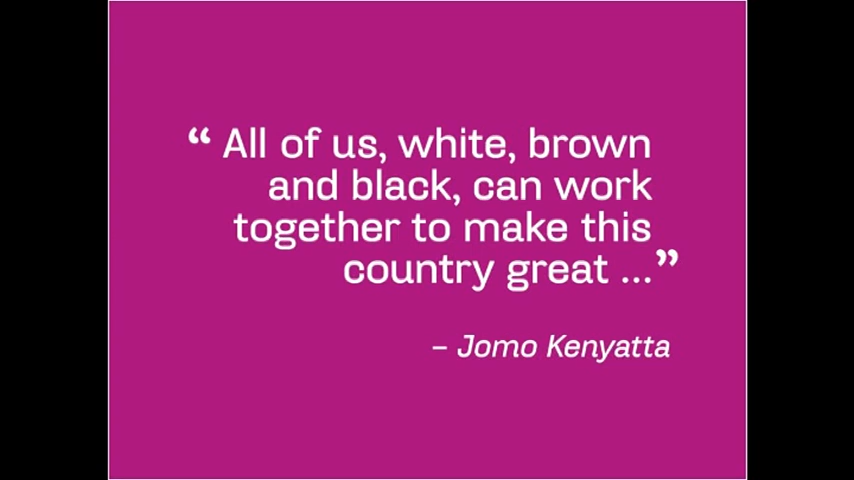 “ All of us, white, brown
and black, can work
together to make this
country great ...”
– Jomo Kenyatta